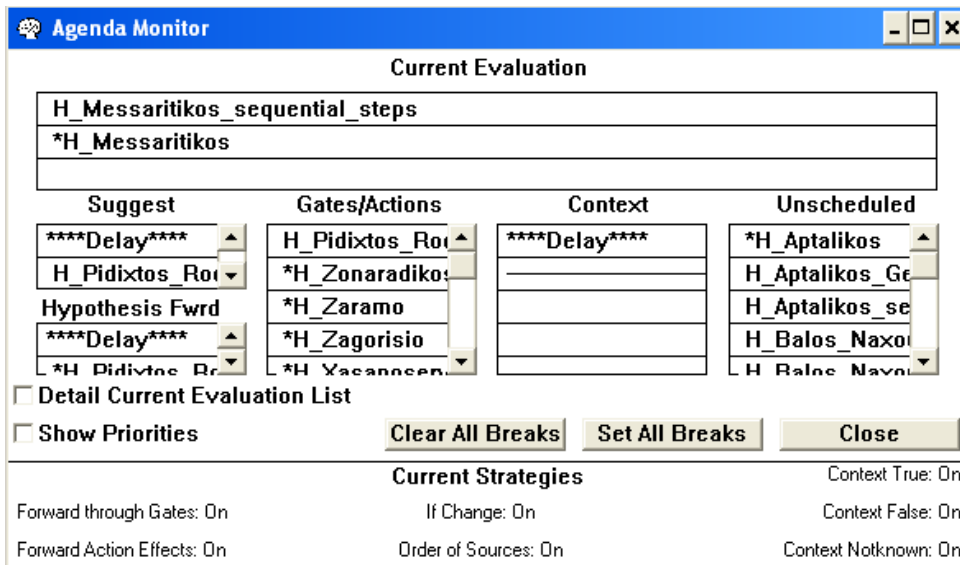 Agenda Monitor
Current Evaluation
H_Messaritikos_sequential_steps
*H_Messaritikos
Suggest
****Delay****
H_Pidixtos_Ro
Hypothesis Fwrd
****Delay****
*H_Pidixtos_Ro
Gates/Actions
H_Pidixtos_Ro
*H_Zonaradikos
*H_Zaramo
*H_Zagorisio
*H_Xasaposer
Context
****Delay****
Unscheduled
*H_Aptalikos
H_Aptalikos_Ge
H_Aptalikos_se
H_Balos_Naxo
H_Balos_Naxo
Detail Current Evaluation List
Show Priorities
Clear All Breaks
Set All Breaks
Close
Current Strategies
Context True: On
Forward through Gates: On
If Change: On
Context False: On
Forward Action Effects: On
Order of Sources: On
Context Notknown: On